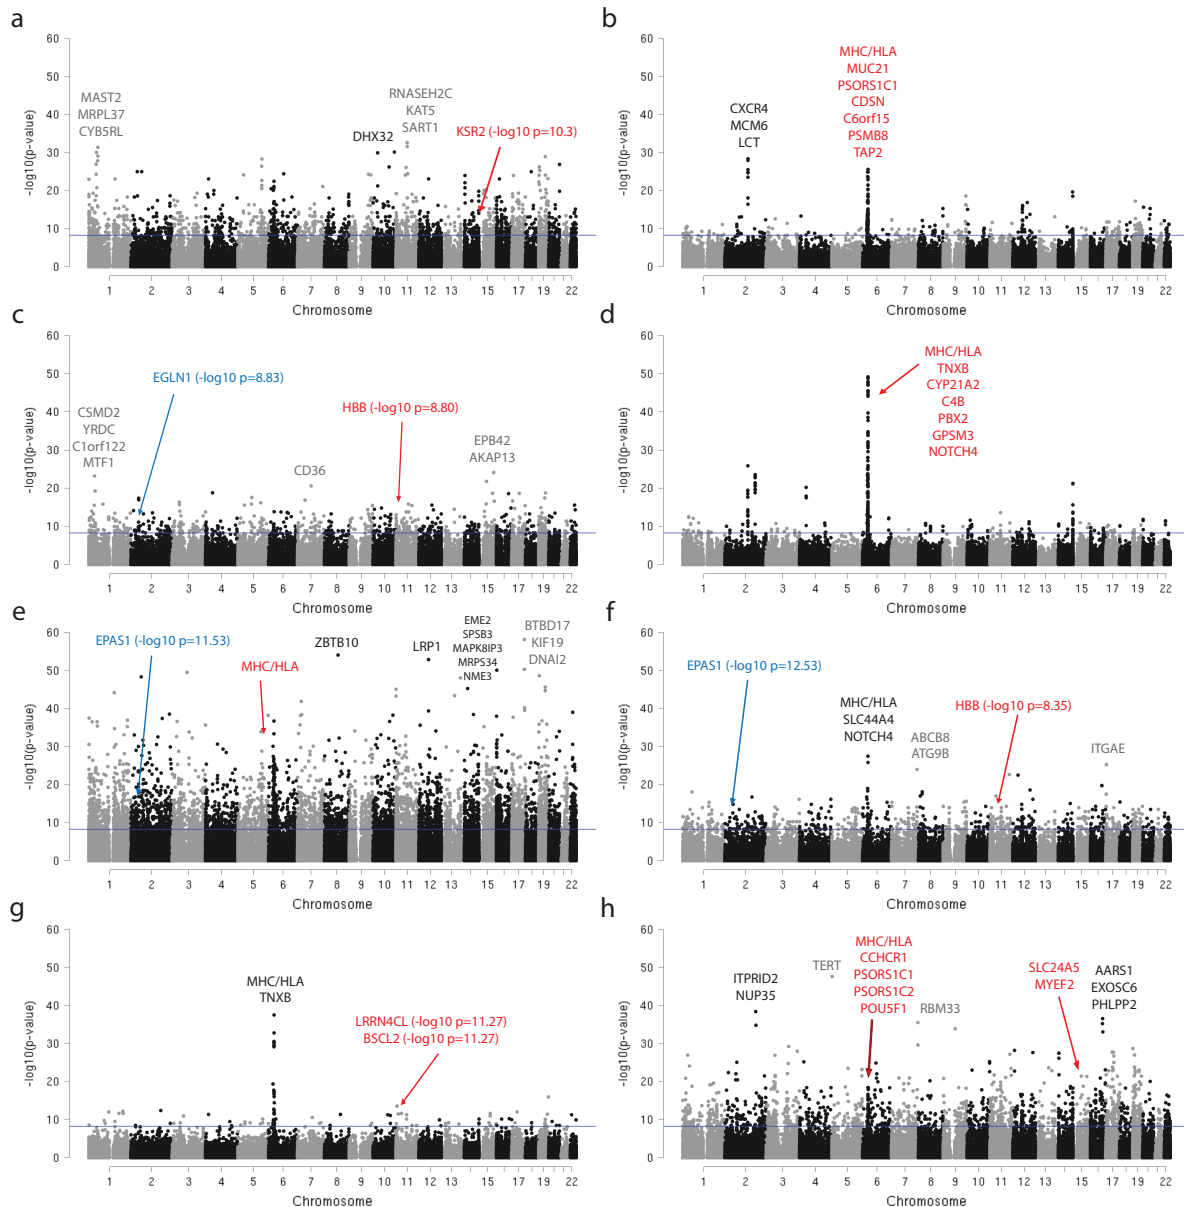 a
60
50
40
30
20
10
0
-log10(p-value)
MAST2
MRPL37
CYB5RL
DHX32
RNASEH2C
KAT5
SART1
KSR2 (-log10 p=10.3)
1 2 3 4 5 6 7 8 9 10 11 12 13 15 17 19 22
Chromosome
b
60
50
40
30
20
10
0
-log10(p-value)
CXCR4
MCM6
LCT
MHC/HLA
MUC21
PSORS1C1
CDSN
C6orf15
PSMB8
TAP2
1 2 3 4 5 6 7 8 9 10 11 12 13 15 17 19 22
Chromosome
c
60
50
40
30
20
10
0
-log10(p-value)
EGLN1 (-log10 p=8.83)
HBB (-log10 p=8.80)
CSMD2
YRDC
C1orf122
MTF1
CD36
EPB42
AKAP13
1 2 3 4 5 6 7 8 9 10 11 12 13 15 17 19 22
Chromosome
d
60
50
40
30
20
10
0
-log10(p-value)
MHC/HLA
TNXB
CYP21A2
C4B
PBX2
GPSM3
NOTCH4
1 2 3 4 5 6 7 8 9 10 11 12 13 15 17 19 22
Chromosome
e
60
50
40
30
20
10
0
-log10(p-value)
EPAS1 (-log10 p=11.53)
MHC/HLA
ZBTB10
LRP1
EME2
SPSB3
MAPK8IP3
MRPS34
NME3
BTBD17
KIF19
DNAI2
1 2 3 4 5 6 7 8 9 10 11 12 13 15 17 19 22
Chromosome
f
60
50
40
30
20
10
0
-log10(p-value)
EPAS1 (-log10 p=12.53)
MHC/HLA
SLC44A4
NOTCH4
ABCB8
ATG9B
HBB (-log10 p=8.35)
ITGAE
1 2 3 4 5 6 7 8 9 10 11 12 13 15 17 19 22
Chromosome
g
60
50
40
30
20
10
0
-log10(p-value)
MHC/HLA
TNXB
LRRN4CL (-log10 p=11.27)
BSCL2 (-log10 p=11.27)
1 2 3 4 5 6 7 8 9 10 11 12 13 15 17 19 22
Chromosome
h
60
50
40
30
20
10
0
-log10(p-value)
ITPRID2
NUP35
TERT
MHC/HLA
CCHCR1
PSORS1C1
PSORS1C2
POU5F1
RBM33
SLC24A5
MYEF2
AARS1
EXOSC6
PHLPP2
1 2 3 4 5 6 7 8 9 10 11 12 13 15 17 19 22
Chromosome